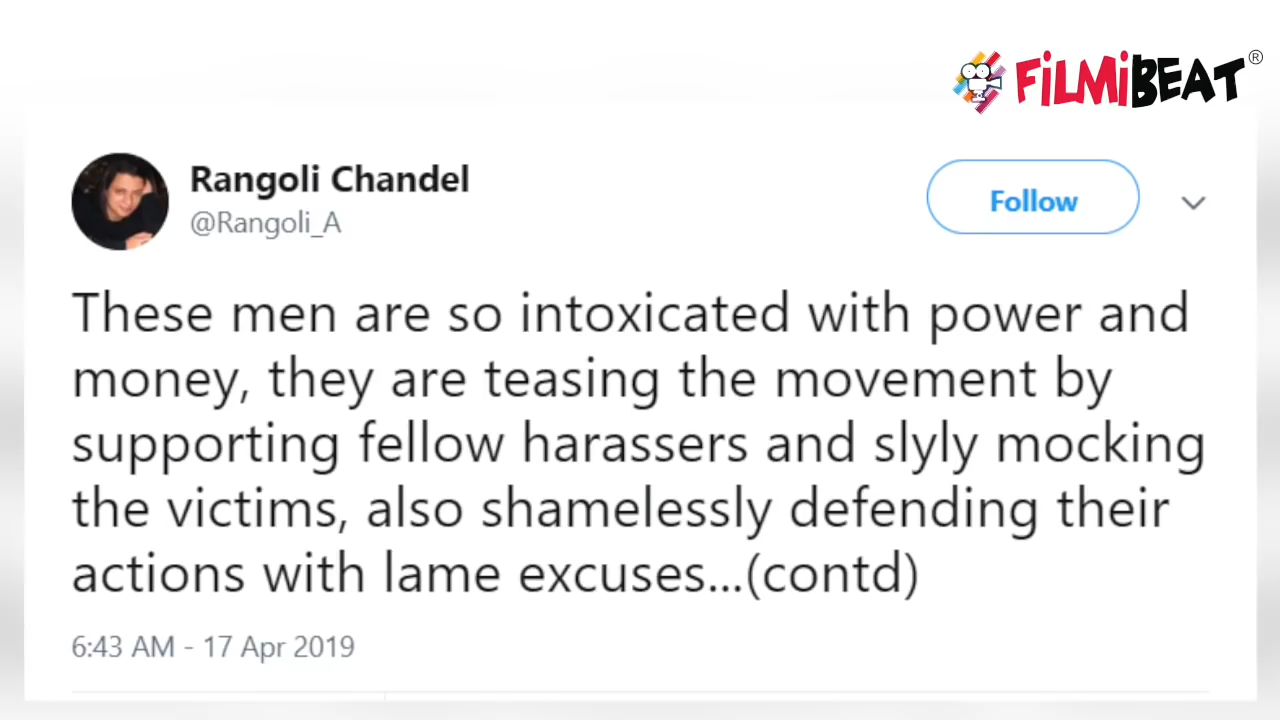 FiLMiBEAT®
Rangoli Chandel
@Rangoli_A
Follow
These men are so intoxicated with power and
money, they are teasing the movement by
supporting fellow harassers and slyly mocking
the victims, also shamelessly defending their
actions with lame excuses...(contd)
6:43 AM - 17 Apr 2019